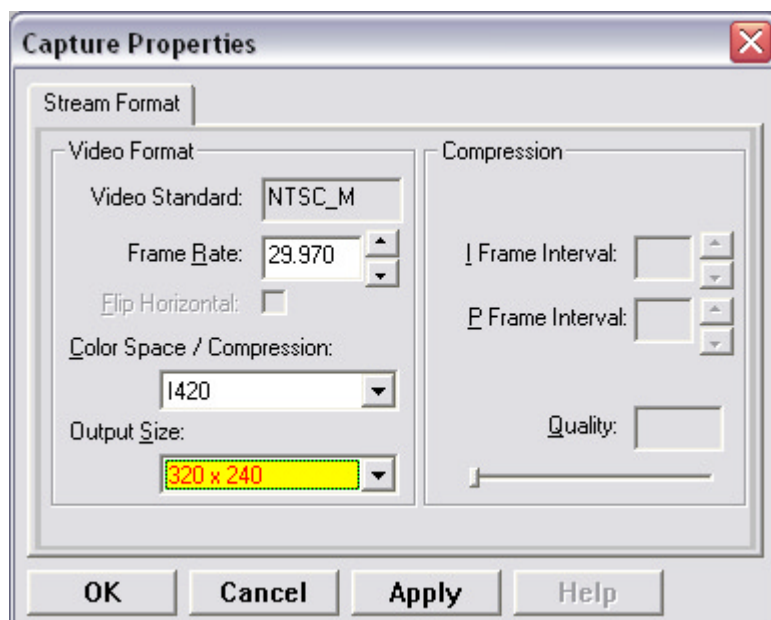 Capture Properties
Stream Format
Video Format
Video Standard: NTSC_M
Frame Rate: 29.970
Flip Horizontal:
Color Space / Compression:
I420
Output Size:
320 x 240
Compression
I Frame Interval:
P Frame Interval:
Quality:
OK Cancel Apply Help